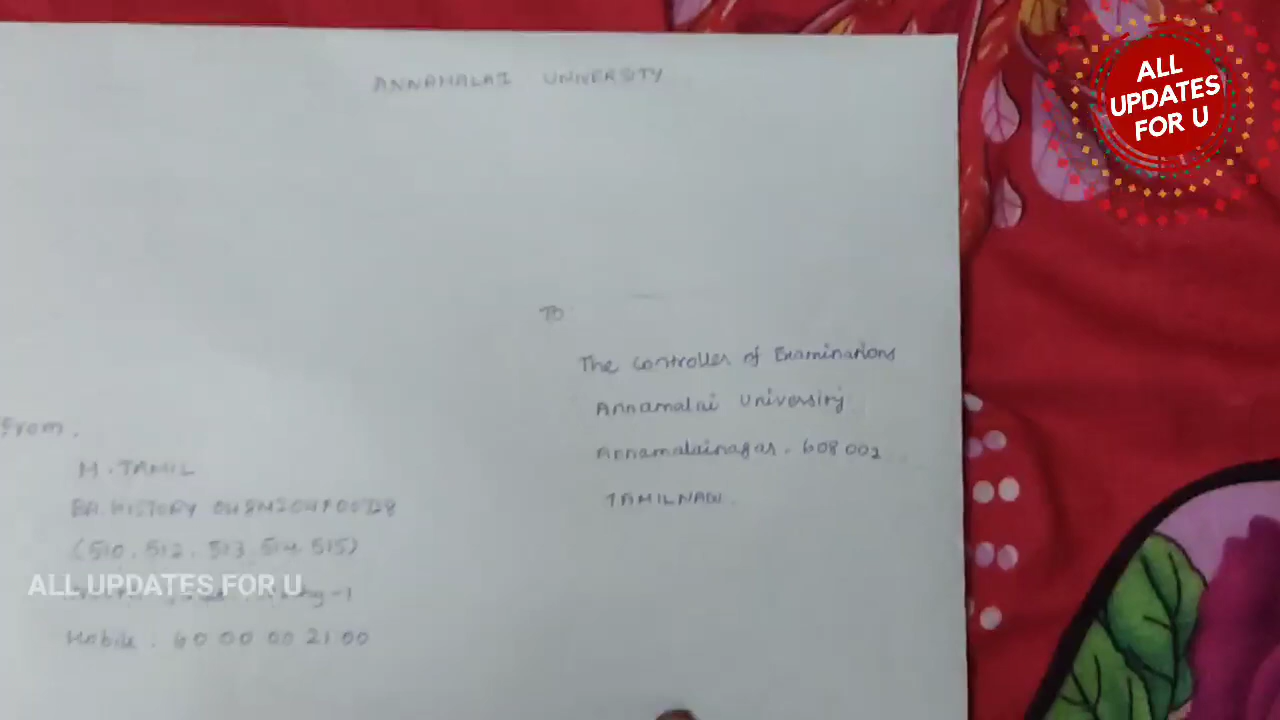 ANNAMALAI UNIVERSITY
ALL
UPDATES
FOR U
To
The Controller of Examinations
Annamalai University
Annamalainagar. 608 002
TAMILNADU.
From,
M. TAMIL
BA. HISTORY
(510, 512, 513, 514, 515)
ALL UPDATES FOR U
Mobile : 60 00 00 21 00